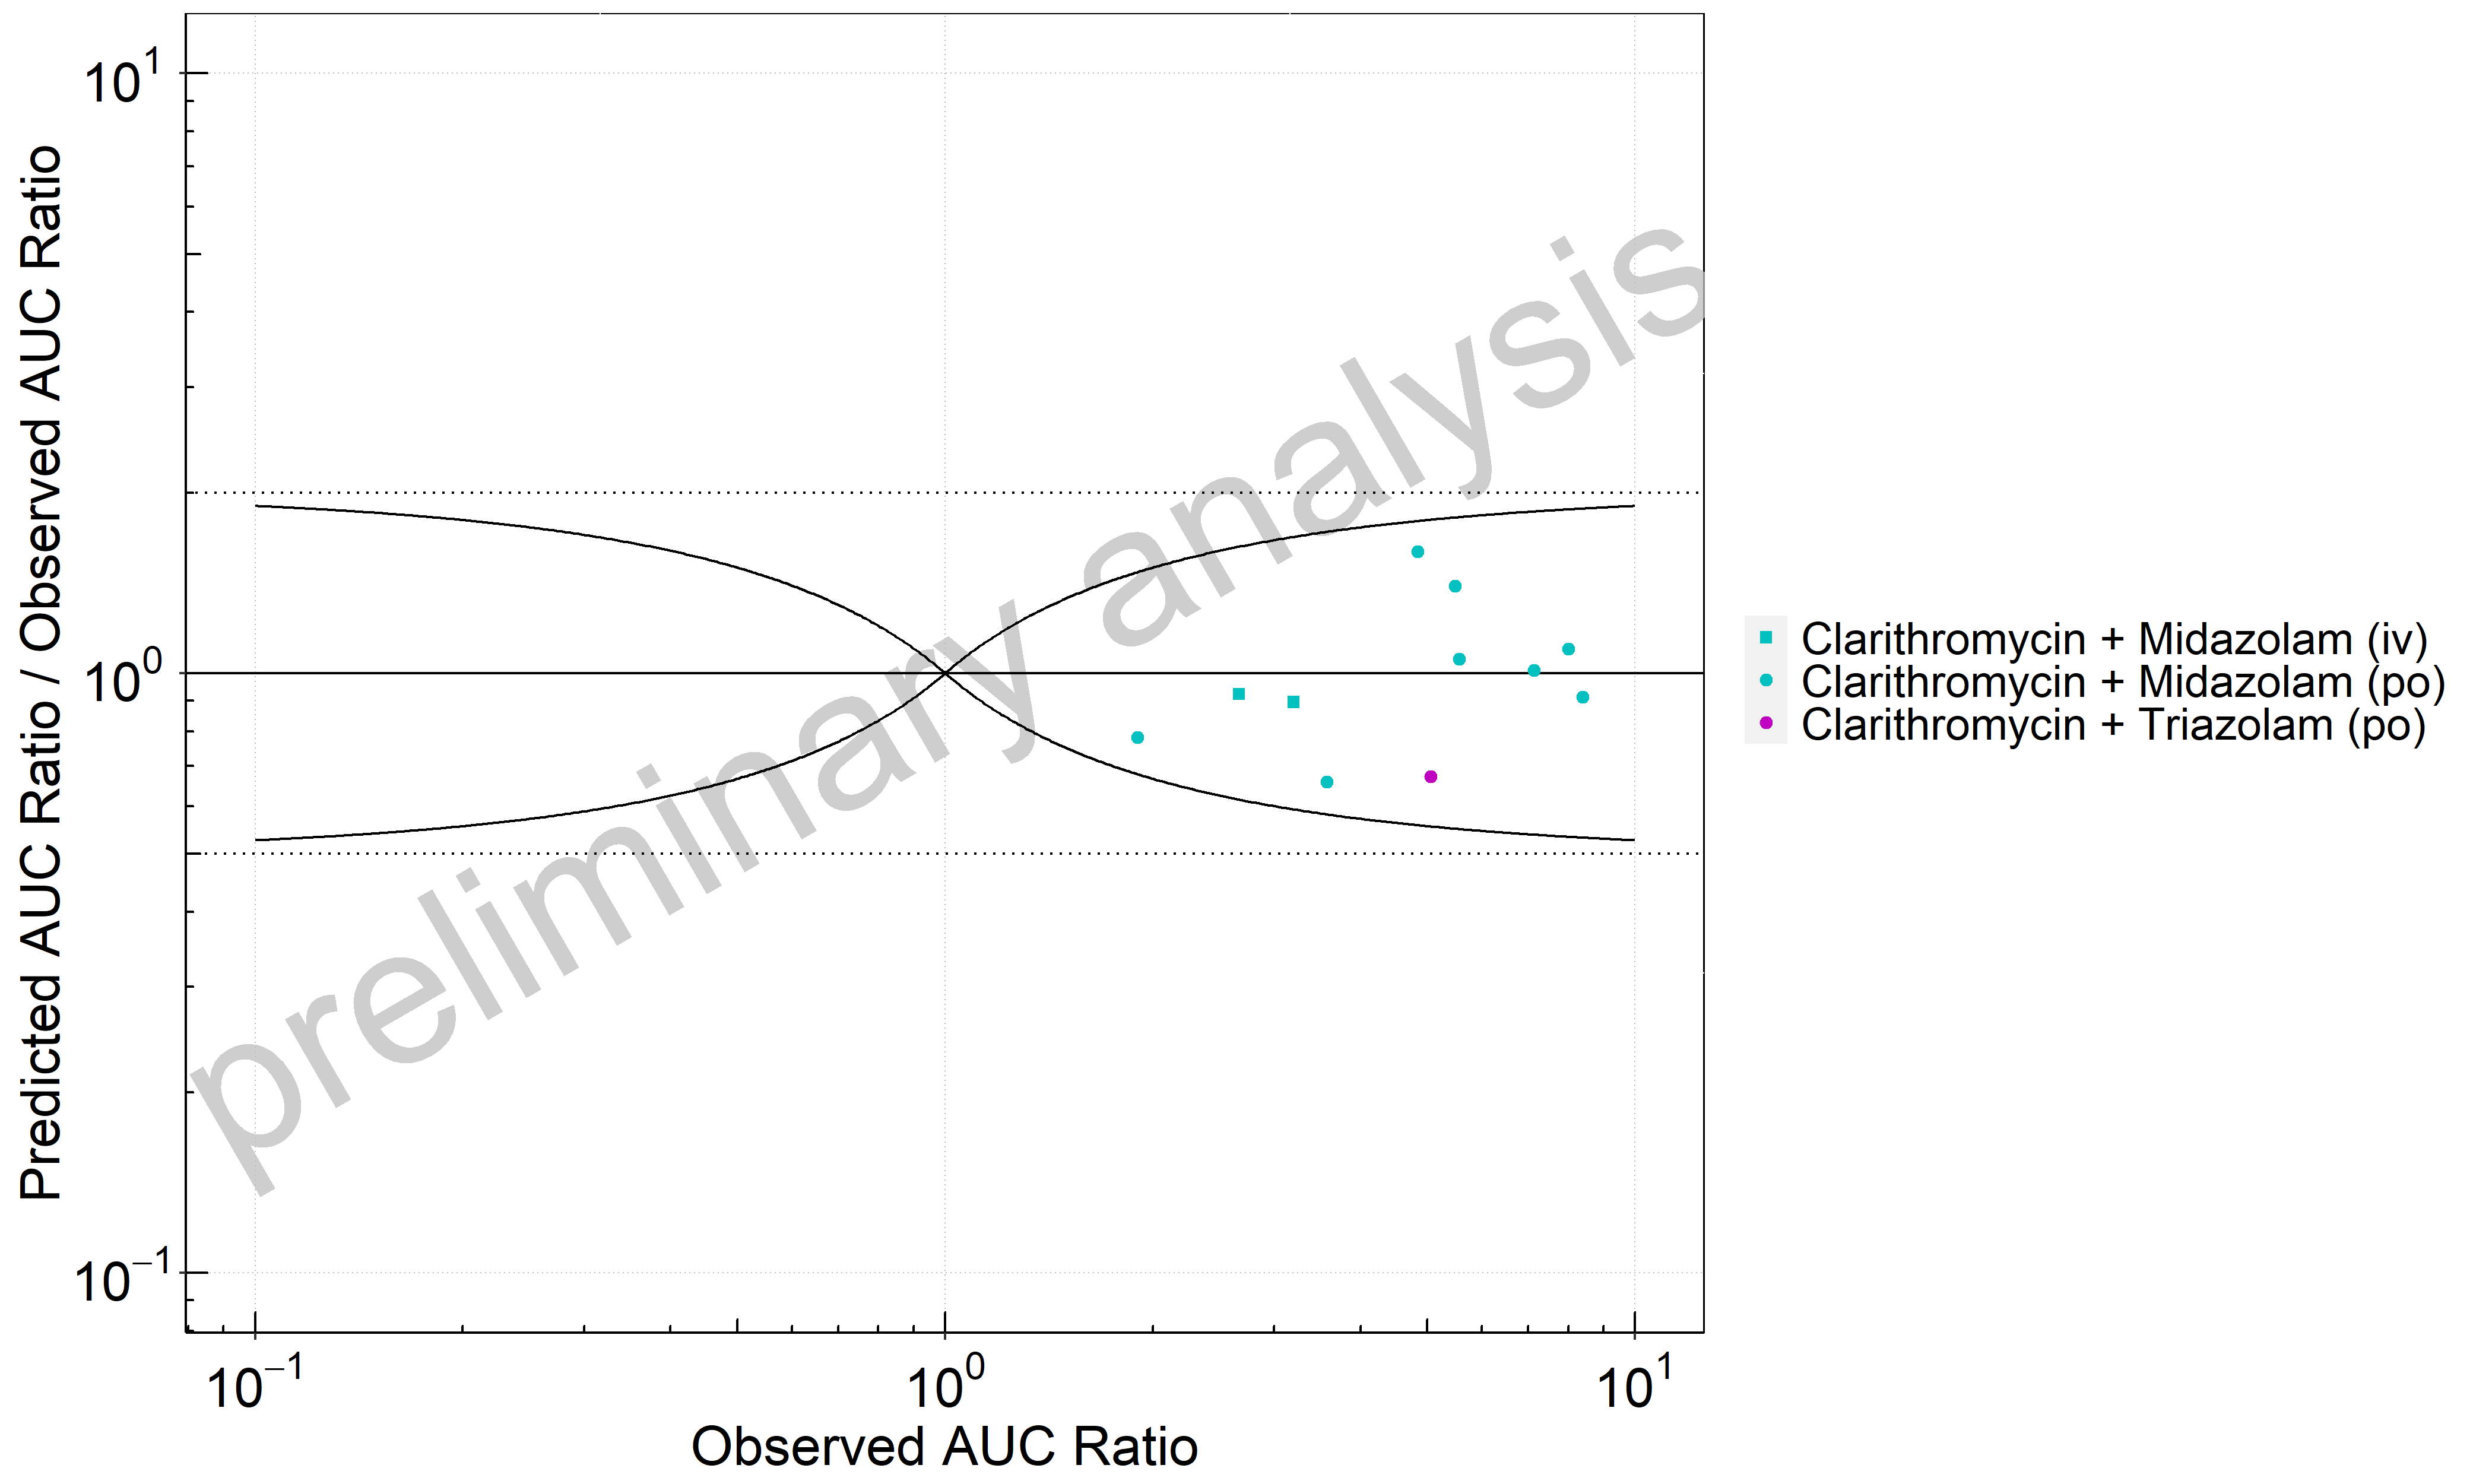 Predicted AUC Ratio / Observed AUC Ratio
10¹
10⁰
10⁻¹
preliminary analysis
Clarithromycin + Midazolam (iv)
Clarithromycin + Midazolam (po)
Clarithromycin + Triazolam (po)
10⁻¹ 10⁰ 10¹
Observed AUC Ratio